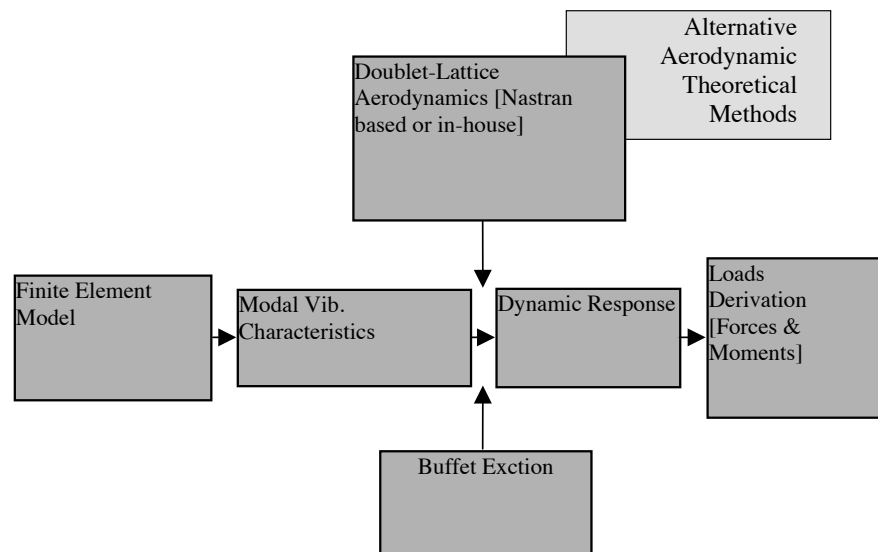 Alternative
Aerodynamic
Theoretical
Methods
Doublet-Lattice
Aerodynamics [Nastran
based or in-house]
Finite Element
Model
Modal Vib.
Characteristics
Dynamic Response
Loads
Derivation
[Forces &
Moments]
Buffet Exction